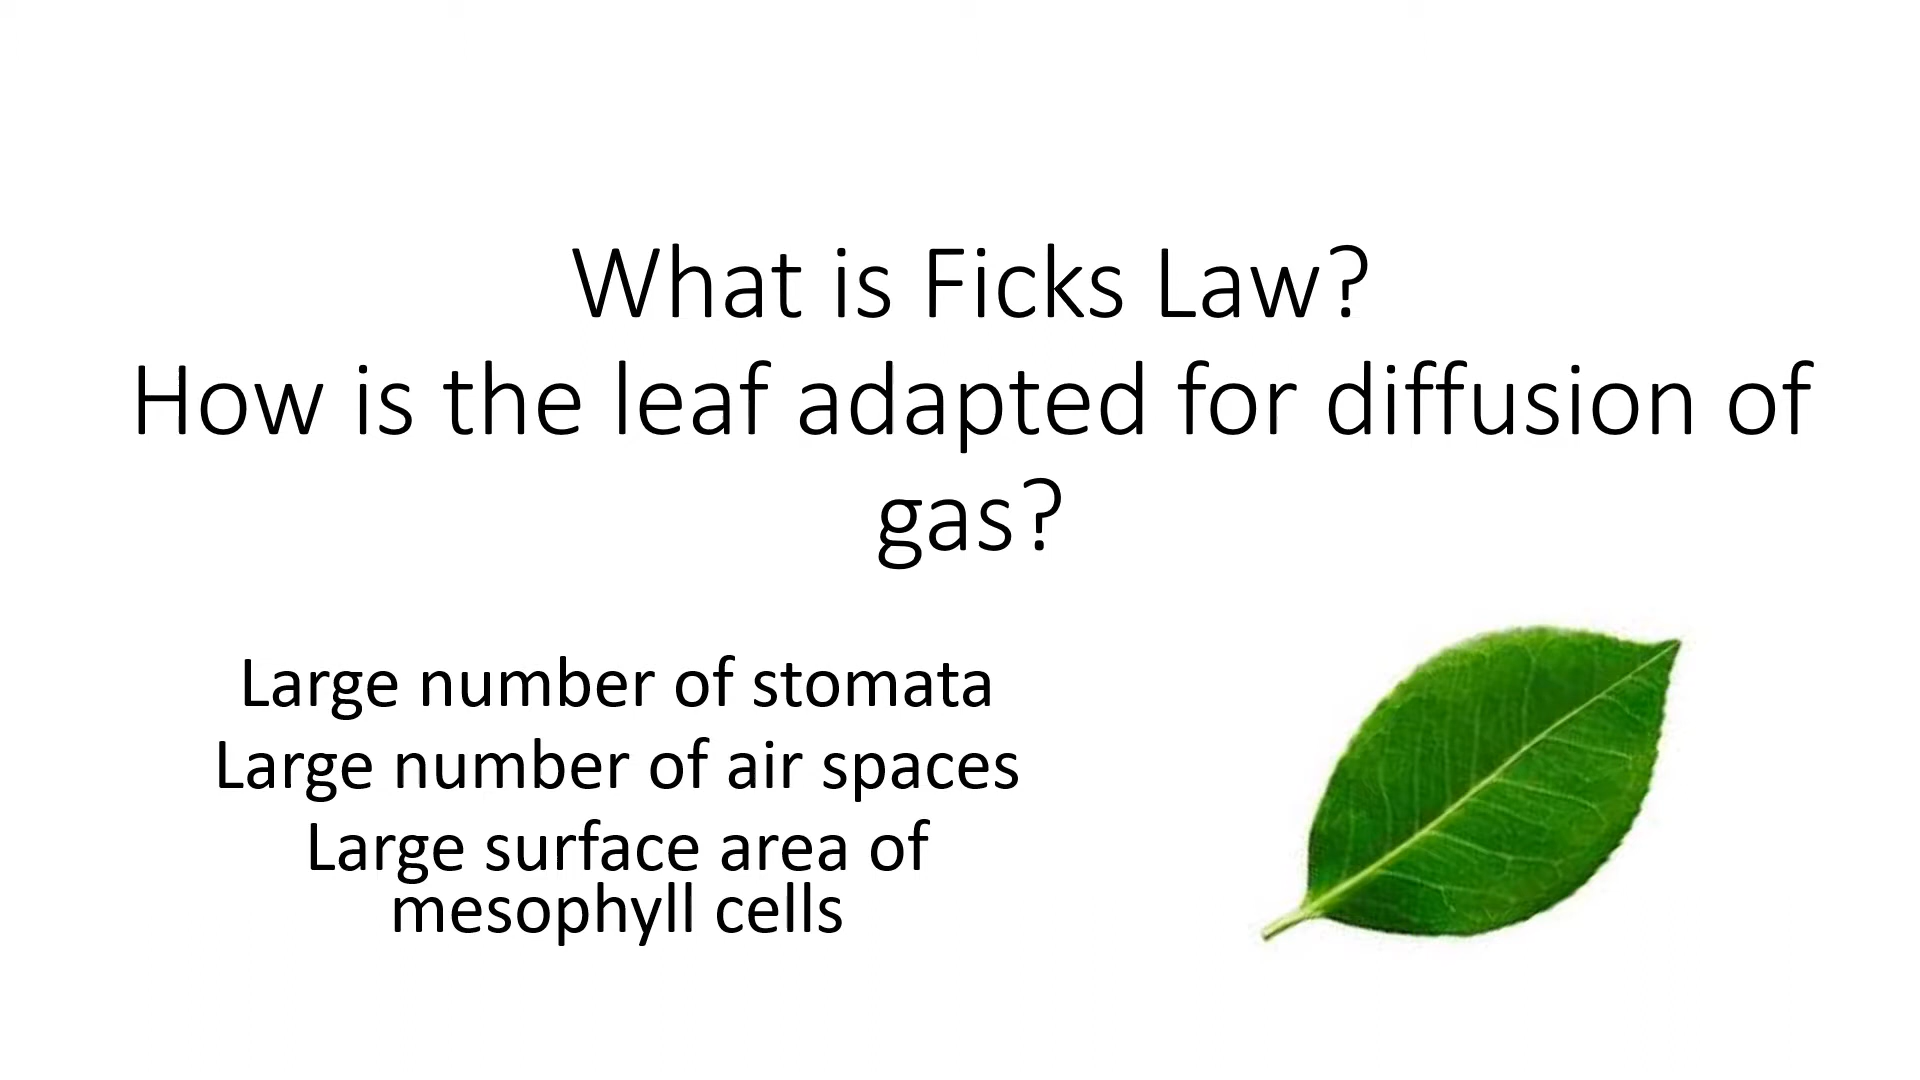 What is Ficks Law?
How is the leaf adapted for diffusion of
gas?
Large number of stomata
Large number of air spaces
Large surface area of
mesophyll cells